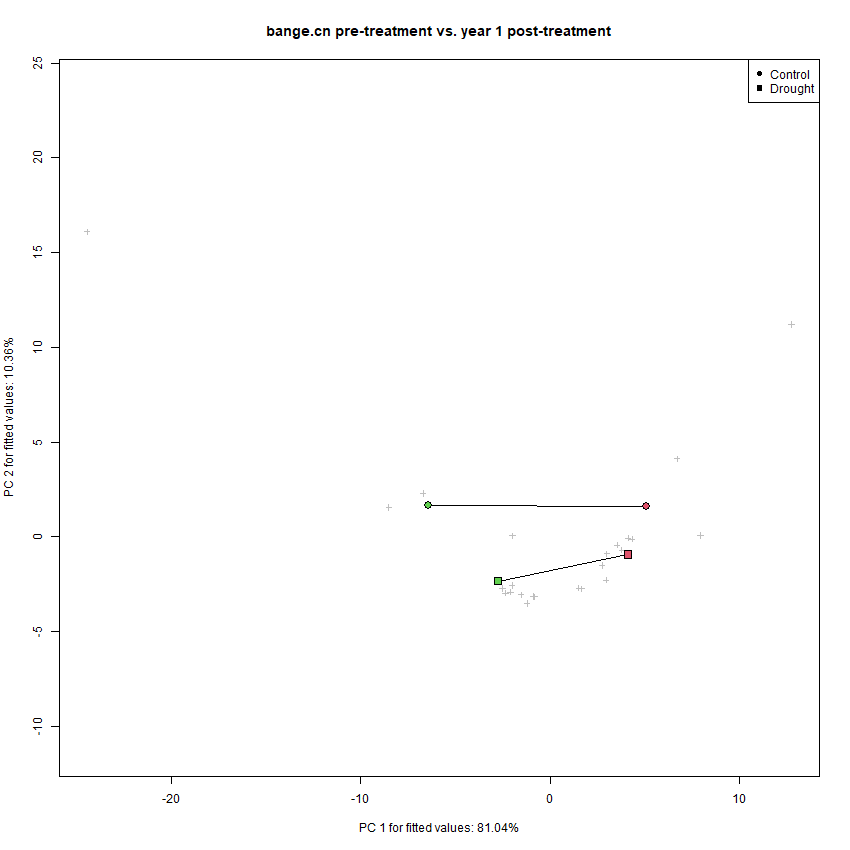 bange.cn pre-treatment vs. year 1 post-treatment
Control
Drought
PC 2 for fitted values: 10.36%
25
20
15
10
5
0
-5
-10
-20
-10
0
10
PC 1 for fitted values: 81.04%